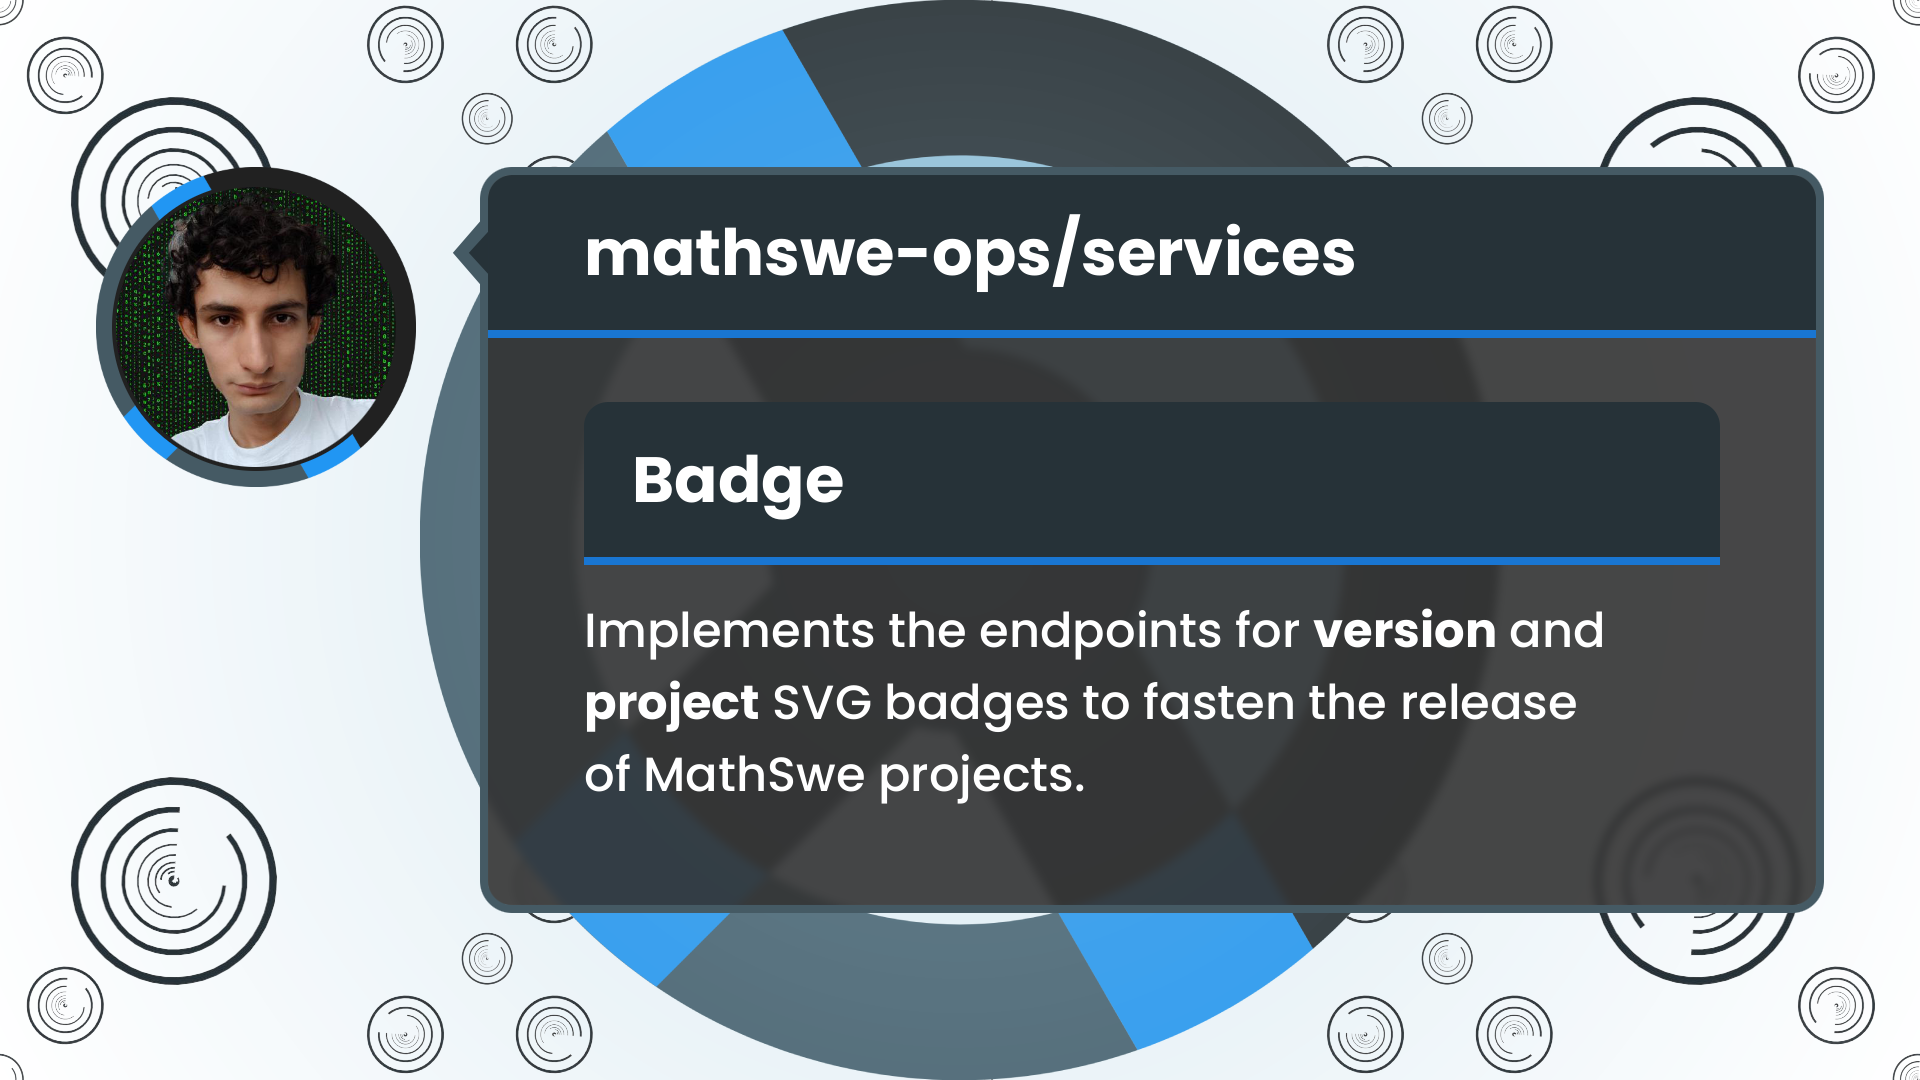 mathswe-ops/services
Badge
Implements the endpoints for version and
project SVG badges to fasten the release
of MathSwe projects.